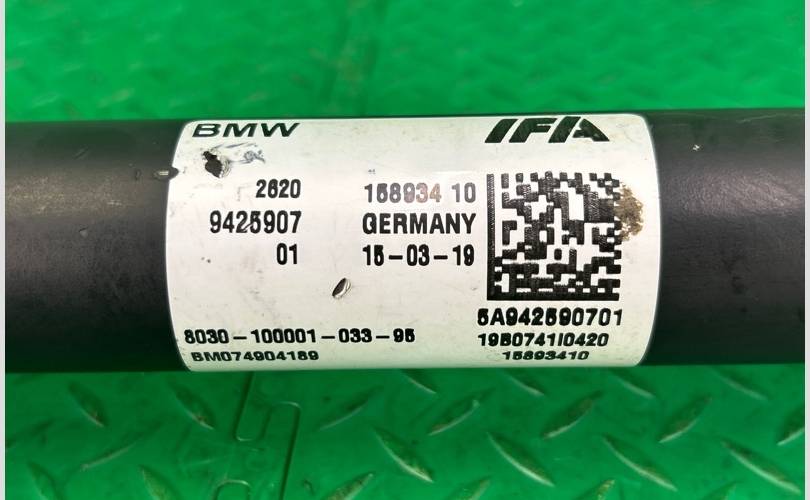 BMW
IFA
2620 158934 10
9425907 GERMANY
01 15-03-19
5A942590701
8030-100001-033-95
19B0741I0420
BM074904189
15893410